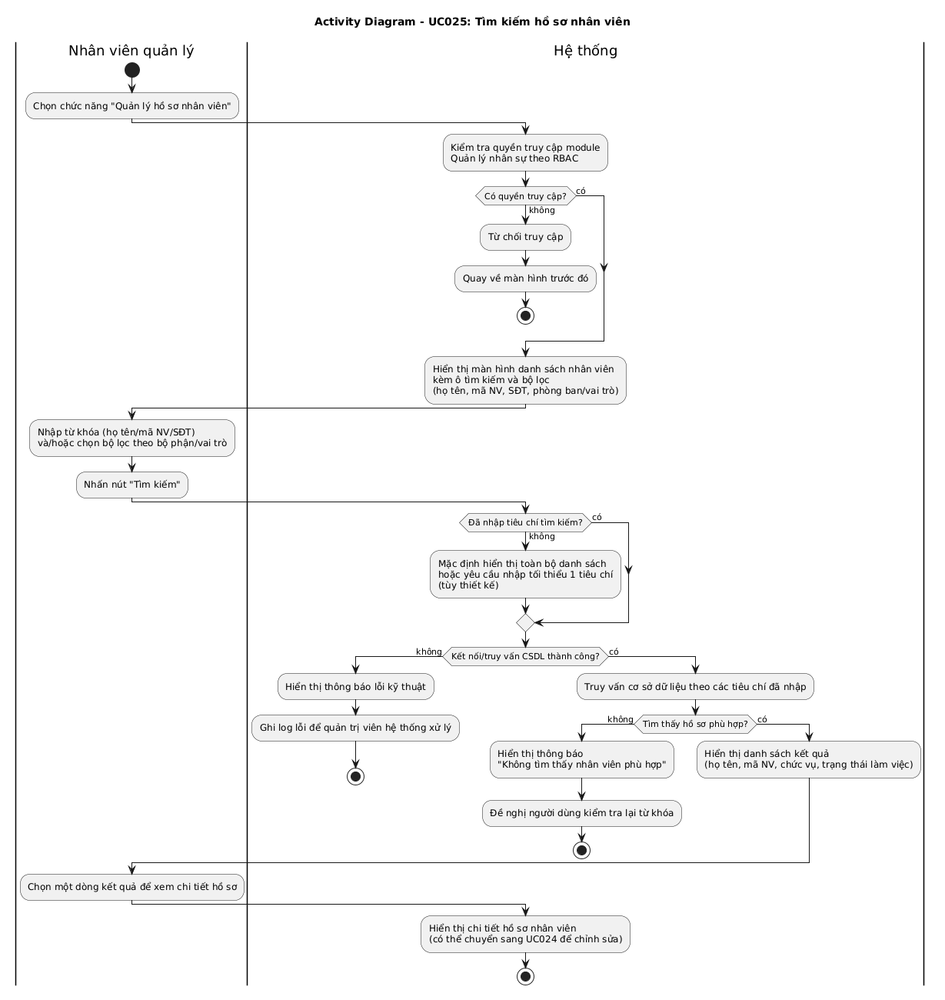 Activity Diagram - UC025: Tìm kiếm hồ sơ nhân viên
Nhân viên quản lý
Hệ thống
Chọn chức năng "Quản lý hồ sơ nhân viên"
Kiểm tra quyền truy cập module
Quản lý nhân sự theo RBAC
Có quyền truy cập?
có
không
Từ chối truy cập
Quay về màn hình trước đó
Hiển thị màn hình danh sách nhân viên
kèm ô tìm kiếm và bộ lọc
(họ tên, mã NV, SĐT, phòng ban/vai trò)
Nhập từ khóa (họ tên/mã NV/SĐT)
và/hoặc chọn bộ lọc theo bộ phận/vai trò
Nhấn nút "Tìm kiếm"
Đã nhập tiêu chí tìm kiếm?
có
không
Mặc định hiển thị toàn bộ danh sách
hoặc yêu cầu nhập tối thiểu 1 tiêu chí
(tùy thiết kế)
không
Kết nối/truy vấn CSDL thành công?
có
Hiển thị thông báo lỗi kỹ thuật
Truy vấn cơ sở dữ liệu theo các tiêu chí đã nhập
Ghi log lỗi để quản trị viên hệ thống xử lý
không
Tìm thấy hồ sơ phù hợp?
có
Hiển thị thông báo
"Không tìm thấy nhân viên phù hợp"
Hiển thị danh sách kết quả
(họ tên, mã NV, chức vụ, trạng thái làm việc)
Đề nghị người dùng kiểm tra lại từ khóa
Chọn một dòng kết quả để xem chi tiết hồ sơ
Hiển thị chi tiết hồ sơ nhân viên
(có thể chuyển sang UC024 để chỉnh sửa)